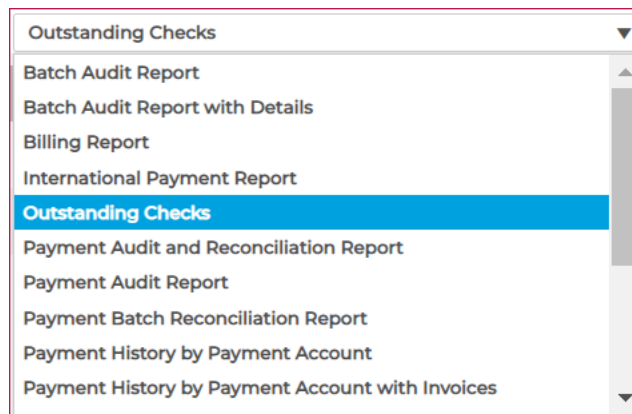 Outstanding Checks
Batch Audit Report
Batch Audit Report with Details
Billing Report
International Payment Report
Outstanding Checks
Payment Audit and Reconciliation Report
Payment Audit Report
Payment Batch Reconciliation Report
Payment History by Payment Account
Payment History by Payment Account with Invoices